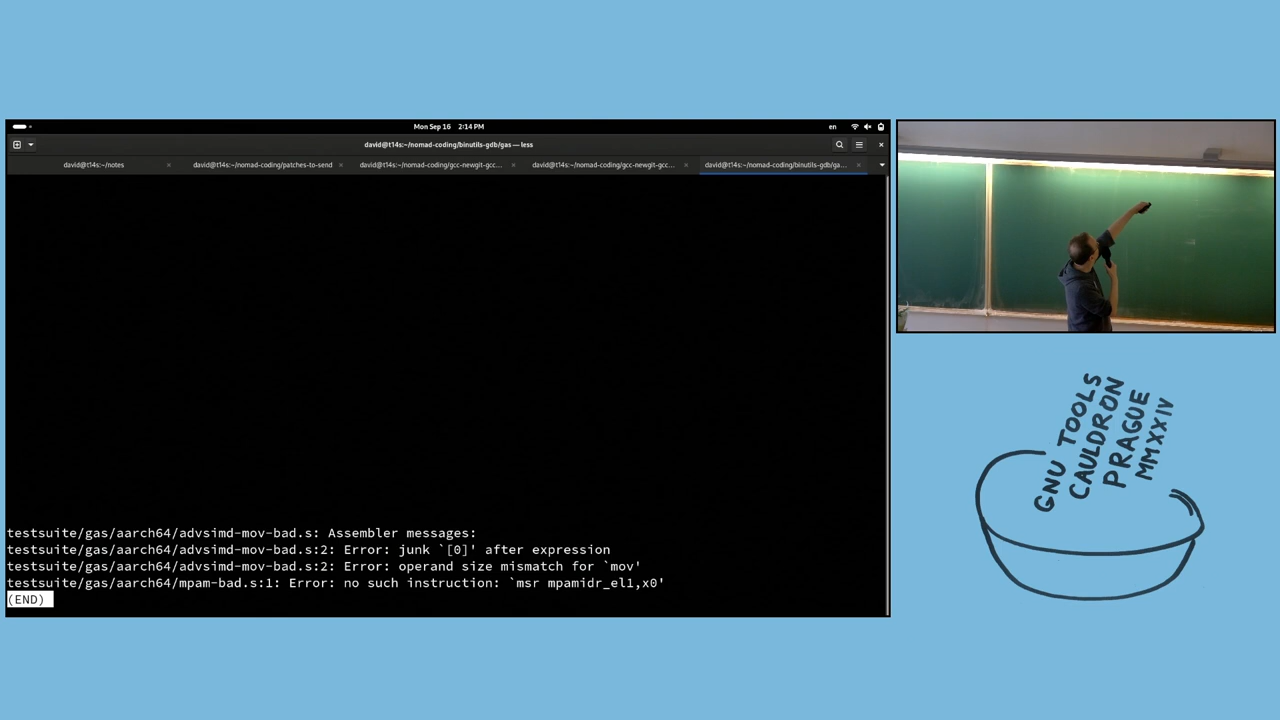 Mon Sep 16 2:14 PM
en
david@t14s:~/nomad-coding/binutils-gdb/gas — less
david@t14s:~/notes
david@t14s:~/nomad-coding/patches-to-send
david@t14s:~/nomad-coding/gcc-newgit-gcc...
david@t14s:~/nomad-coding/gcc-newgit-gcc...
david@t14s:~/nomad-coding/binutils-gdb/ga...
testsuite/gas/aarch64/advsimd-mov-bad.s: Assembler messages:
testsuite/gas/aarch64/advsimd-mov-bad.s:2: Error: junk `[0]' after expression
testsuite/gas/aarch64/advsimd-mov-bad.s:2: Error: operand size mismatch for `mov'
testsuite/gas/aarch64/mpam-bad.s:1: Error: no such instruction: `msr mpamidr_el1,x0'
(END)
GNU TOOLS
CAULDRON
PRAGUE
MMXXIV